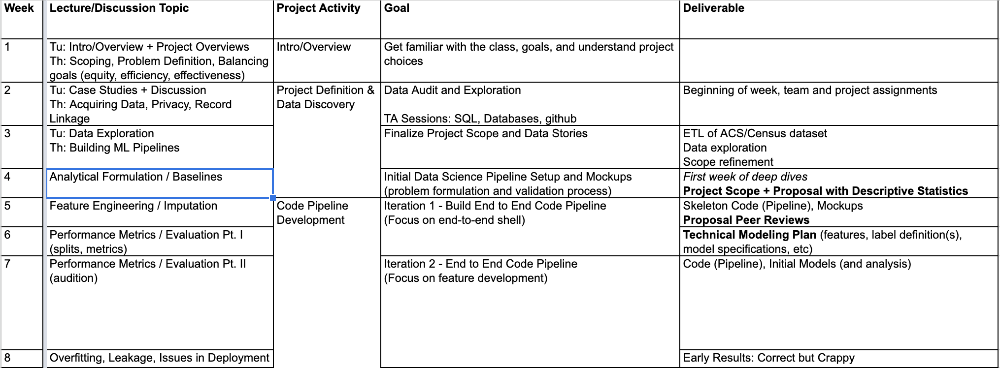 Week Lecture/Discussion Topic Project Activity Goal Deliverable
1 Tu: Intro/Overview + Project Overviews Intro/Overview Get familiar with the class, goals, and understand project
Th: Scoping, Problem Definition, Balancing choices
goals (equity, efficiency, effectiveness)
2 Tu: Case Studies + Discussion Project Definition & Data Audit and Exploration Beginning of week, team and project assignments
Th: Acquiring Data, Privacy, Record Data Discovery
Linkage TA Sessions: SQL, Databases, github
3 Tu: Data Exploration Finalize Project Scope and Data Stories ETL of ACS/Census dataset
Th: Building ML Pipelines Data exploration
Scope refinement
4 Analytical Formulation / Baselines Initial Data Science Pipeline Setup and Mockups First week of deep dives
(problem formulation and validation process) Project Scope + Proposal with Descriptive Statistics
5 Feature Engineering / Imputation Code Pipeline Iteration 1 - Build End to End Code Pipeline Skeleton Code (Pipeline), Mockups
Development (Focus on end-to-end shell) Proposal Peer Reviews
6 Performance Metrics / Evaluation Pt. I Technical Modeling Plan (features, label definition(s),
(splits, metrics) model specifications, etc)
7 Performance Metrics / Evaluation Pt. II Iteration 2 - End to End Code Pipeline Code (Pipeline), Initial Models (and analysis)
(audition) (Focus on feature development)
8 Overfitting, Leakage, Issues in Deployment Early Results: Correct but Crappy